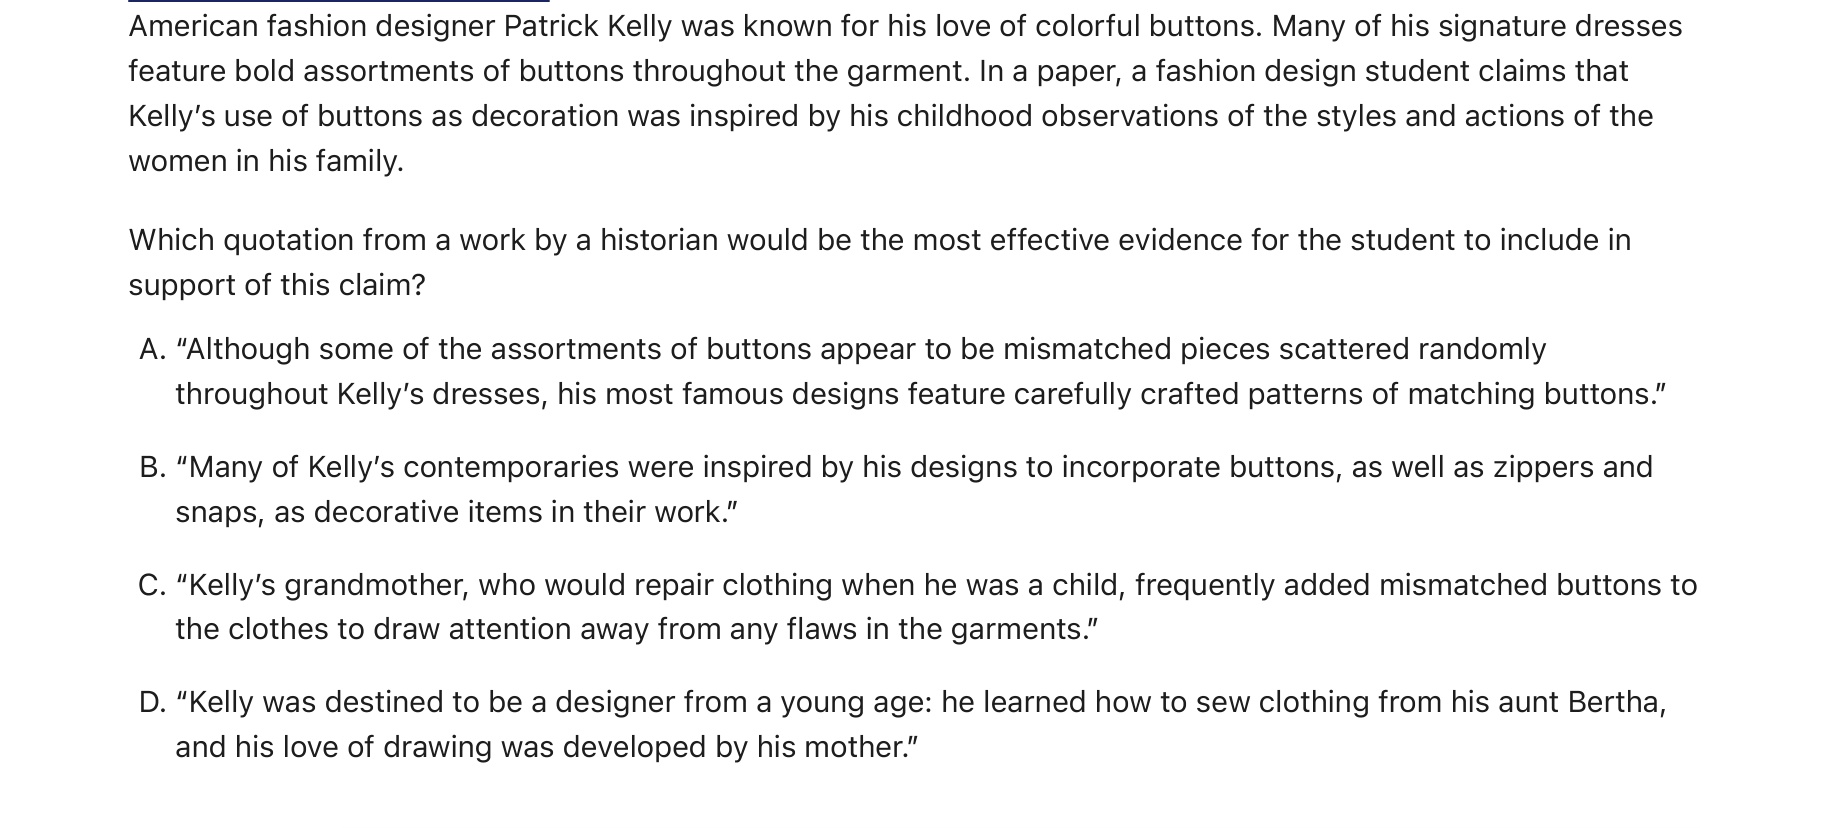 American fashion designer Patrick Kelly was known for his love of colorful buttons. Many of his signature dresses
feature bold assortments of buttons throughout the garment. In a paper, a fashion design student claims that
Kelly’s use of buttons as decoration was inspired by his childhood observations of the styles and actions of the
women in his family.
Which quotation from a work by a historian would be the most effective evidence for the student to include in
support of this claim?
A. “Although some of the assortments of buttons appear to be mismatched pieces scattered randomly
throughout Kelly’s dresses, his most famous designs feature carefully crafted patterns of matching buttons.”
B. “Many of Kelly’s contemporaries were inspired by his designs to incorporate buttons, as well as zippers and
snaps, as decorative items in their work.”
C. “Kelly’s grandmother, who would repair clothing when he was a child, frequently added mismatched buttons to
the clothes to draw attention away from any flaws in the garments.”
D. “Kelly was destined to be a designer from a young age: he learned how to sew clothing from his aunt Bertha,
and his love of drawing was developed by his mother.”